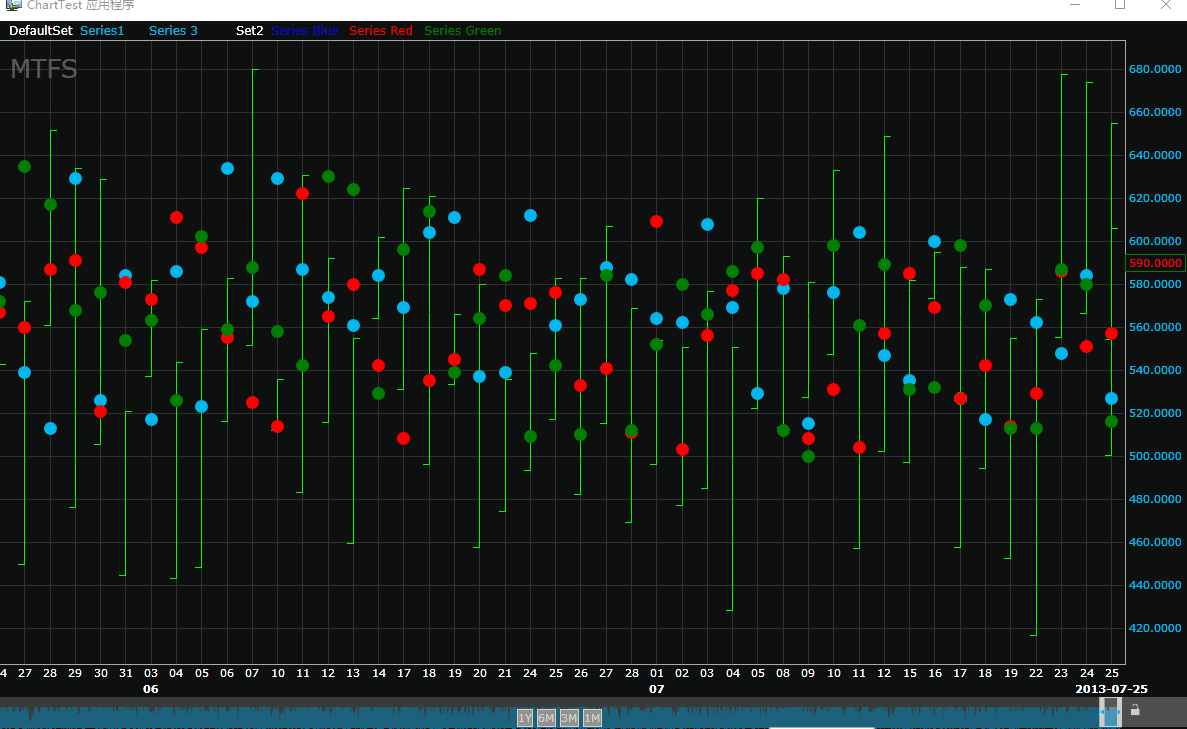 ChartTest 应用程序
DefaultSet Series1 Series 3 Set2 Series Blue Series Red Series Green
MTFS
680.0000
660.0000
640.0000
620.0000
600.0000
590.0000
580.0000
560.0000
540.0000
520.0000
500.0000
480.0000
460.0000
440.0000
420.0000
4 27 28 29 30 31 03 04 05 06 07 10 11 12 13 14 17 18 19 20 21 24 25 26 27 28 01 02 03 04 05 08 09 10 11 12 15 16 17 18 19 22 23 24 25
06 07 2013-07-25
1Y 6M 3M 1M